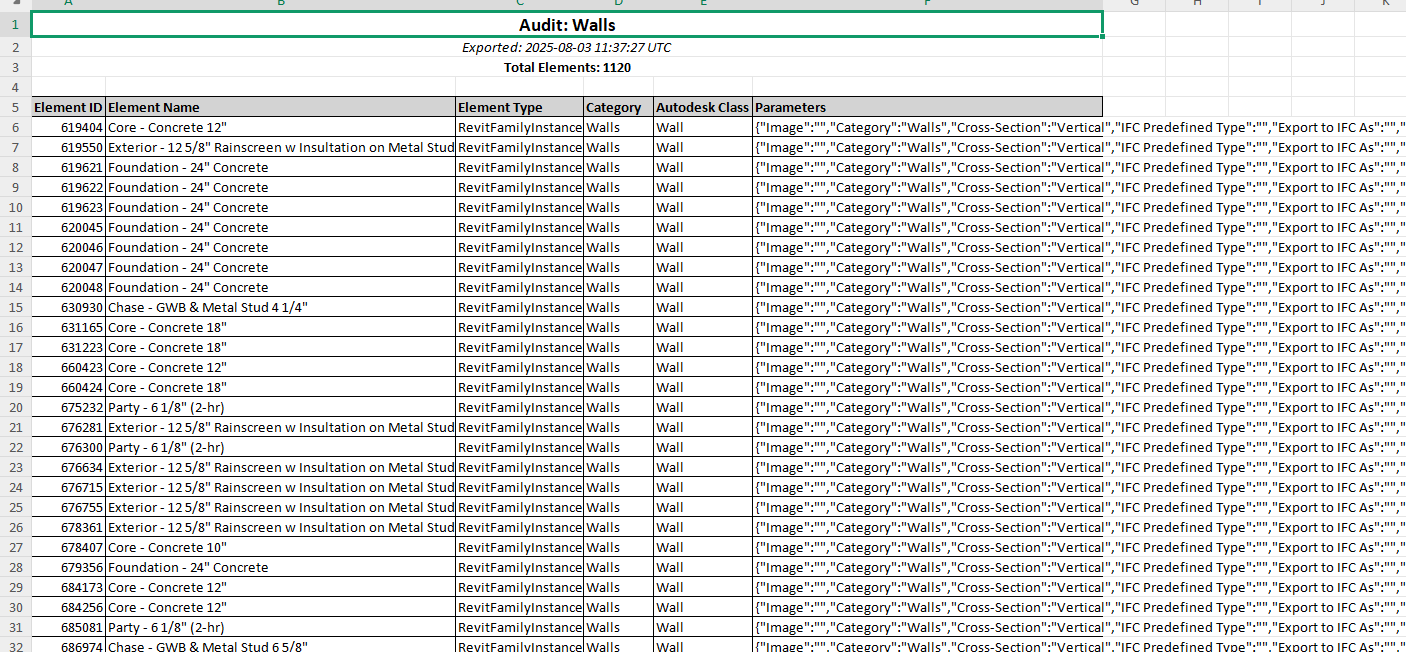 A B C D E F G H I J K
1 Audit: Walls
2 Exported: 2025-08-03 11:37:27 UTC
3 Total Elements: 1120
4
5 Element ID Element Name Element Type Category Autodesk Class Parameters
6 619404 Core - Concrete 12" RevitFamilyInstance Walls Wall {"Image":"","Category":"Walls","Cross-Section":"Vertical","IFC Predefined Type":"","Export to IFC As":"","
7 619550 Exterior - 12 5/8" Rainscreen w Insultation on Metal Stud RevitFamilyInstance Walls Wall {"Image":"","Category":"Walls","Cross-Section":"Vertical","IFC Predefined Type":"","Export to IFC As":"","
8 619621 Foundation - 24" Concrete RevitFamilyInstance Walls Wall {"Image":"","Category":"Walls","Cross-Section":"Vertical","IFC Predefined Type":"","Export to IFC As":"","
9 619622 Foundation - 24" Concrete RevitFamilyInstance Walls Wall {"Image":"","Category":"Walls","Cross-Section":"Vertical","IFC Predefined Type":"","Export to IFC As":"","
10 619623 Foundation - 24" Concrete RevitFamilyInstance Walls Wall {"Image":"","Category":"Walls","Cross-Section":"Vertical","IFC Predefined Type":"","Export to IFC As":"","
11 620045 Foundation - 24" Concrete RevitFamilyInstance Walls Wall {"Image":"","Category":"Walls","Cross-Section":"Vertical","IFC Predefined Type":"","Export to IFC As":"","
12 620046 Foundation - 24" Concrete RevitFamilyInstance Walls Wall {"Image":"","Category":"Walls","Cross-Section":"Vertical","IFC Predefined Type":"","Export to IFC As":"","
13 620047 Foundation - 24" Concrete RevitFamilyInstance Walls Wall {"Image":"","Category":"Walls","Cross-Section":"Vertical","IFC Predefined Type":"","Export to IFC As":"","
14 620048 Foundation - 24" Concrete RevitFamilyInstance Walls Wall {"Image":"","Category":"Walls","Cross-Section":"Vertical","IFC Predefined Type":"","Export to IFC As":"","
15 630930 Chase - GWB & Metal Stud 4 1/4" RevitFamilyInstance Walls Wall {"Image":"","Category":"Walls","Cross-Section":"Vertical","IFC Predefined Type":"","Export to IFC As":"","
16 631165 Core - Concrete 18" RevitFamilyInstance Walls Wall {"Image":"","Category":"Walls","Cross-Section":"Vertical","IFC Predefined Type":"","Export to IFC As":"","
17 631223 Core - Concrete 18" RevitFamilyInstance Walls Wall {"Image":"","Category":"Walls","Cross-Section":"Vertical","IFC Predefined Type":"","Export to IFC As":"","
18 660423 Core - Concrete 12" RevitFamilyInstance Walls Wall {"Image":"","Category":"Walls","Cross-Section":"Vertical","IFC Predefined Type":"","Export to IFC As":"","
19 660424 Core - Concrete 18" RevitFamilyInstance Walls Wall {"Image":"","Category":"Walls","Cross-Section":"Vertical","IFC Predefined Type":"","Export to IFC As":"","
20 675232 Party - 6 1/8" (2-hr) RevitFamilyInstance Walls Wall {"Image":"","Category":"Walls","Cross-Section":"Vertical","IFC Predefined Type":"","Export to IFC As":"","
21 676281 Exterior - 12 5/8" Rainscreen w Insultation on Metal Stud RevitFamilyInstance Walls Wall {"Image":"","Category":"Walls","Cross-Section":"Vertical","IFC Predefined Type":"","Export to IFC As":"","
22 676300 Party - 6 1/8" (2-hr) RevitFamilyInstance Walls Wall {"Image":"","Category":"Walls","Cross-Section":"Vertical","IFC Predefined Type":"","Export to IFC As":"","
23 676634 Exterior - 12 5/8" Rainscreen w Insultation on Metal Stud RevitFamilyInstance Walls Wall {"Image":"","Category":"Walls","Cross-Section":"Vertical","IFC Predefined Type":"","Export to IFC As":"","
24 676715 Exterior - 12 5/8" Rainscreen w Insultation on Metal Stud RevitFamilyInstance Walls Wall {"Image":"","Category":"Walls","Cross-Section":"Vertical","IFC Predefined Type":"","Export to IFC As":"","
25 676755 Exterior - 12 5/8" Rainscreen w Insultation on Metal Stud RevitFamilyInstance Walls Wall {"Image":"","Category":"Walls","Cross-Section":"Vertical","IFC Predefined Type":"","Export to IFC As":"","
26 678361 Exterior - 12 5/8" Rainscreen w Insultation on Metal Stud RevitFamilyInstance Walls Wall {"Image":"","Category":"Walls","Cross-Section":"Vertical","IFC Predefined Type":"","Export to IFC As":"","
27 678407 Core - Concrete 10" RevitFamilyInstance Walls Wall {"Image":"","Category":"Walls","Cross-Section":"Vertical","IFC Predefined Type":"","Export to IFC As":"","
28 679356 Foundation - 24" Concrete RevitFamilyInstance Walls Wall {"Image":"","Category":"Walls","Cross-Section":"Vertical","IFC Predefined Type":"","Export to IFC As":"","
29 684173 Core - Concrete 12" RevitFamilyInstance Walls Wall {"Image":"","Category":"Walls","Cross-Section":"Vertical","IFC Predefined Type":"","Export to IFC As":"","
30 684256 Core - Concrete 12" RevitFamilyInstance Walls Wall {"Image":"","Category":"Walls","Cross-Section":"Vertical","IFC Predefined Type":"","Export to IFC As":"","
31 685081 Party - 6 1/8" (2-hr) RevitFamilyInstance Walls Wall {"Image":"","Category":"Walls","Cross-Section":"Vertical","IFC Predefined Type":"","Export to IFC As":"","
32 686974 Chase - GWB & Metal Stud 6 5/8" RevitFamilyInstance Walls Wall {"Image":"","Category":"Walls","Cross-Section":"Vertical","IFC Predefined Type":"","Export to IFC As":"","